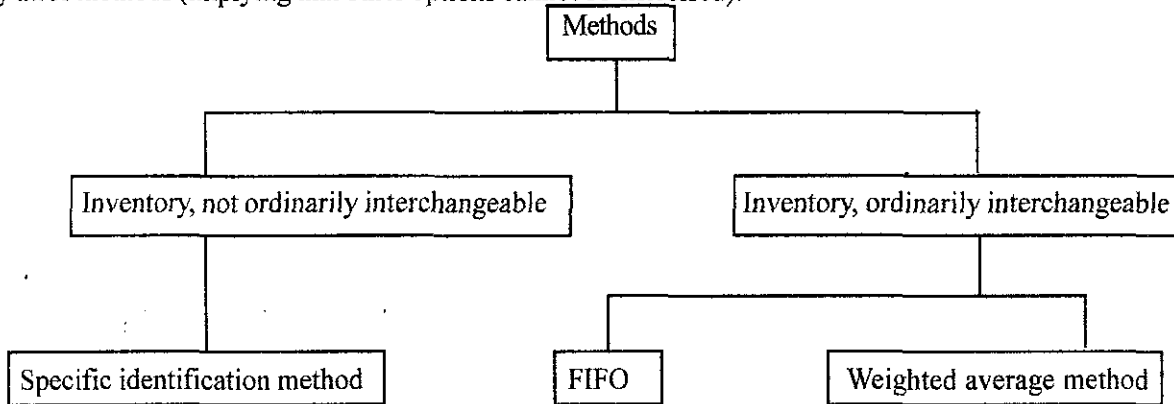 Methods
Inventory, not ordinarily interchangeable
Inventory, ordinarily interchangeable
Specific identification method
FIFO
Weighted average method